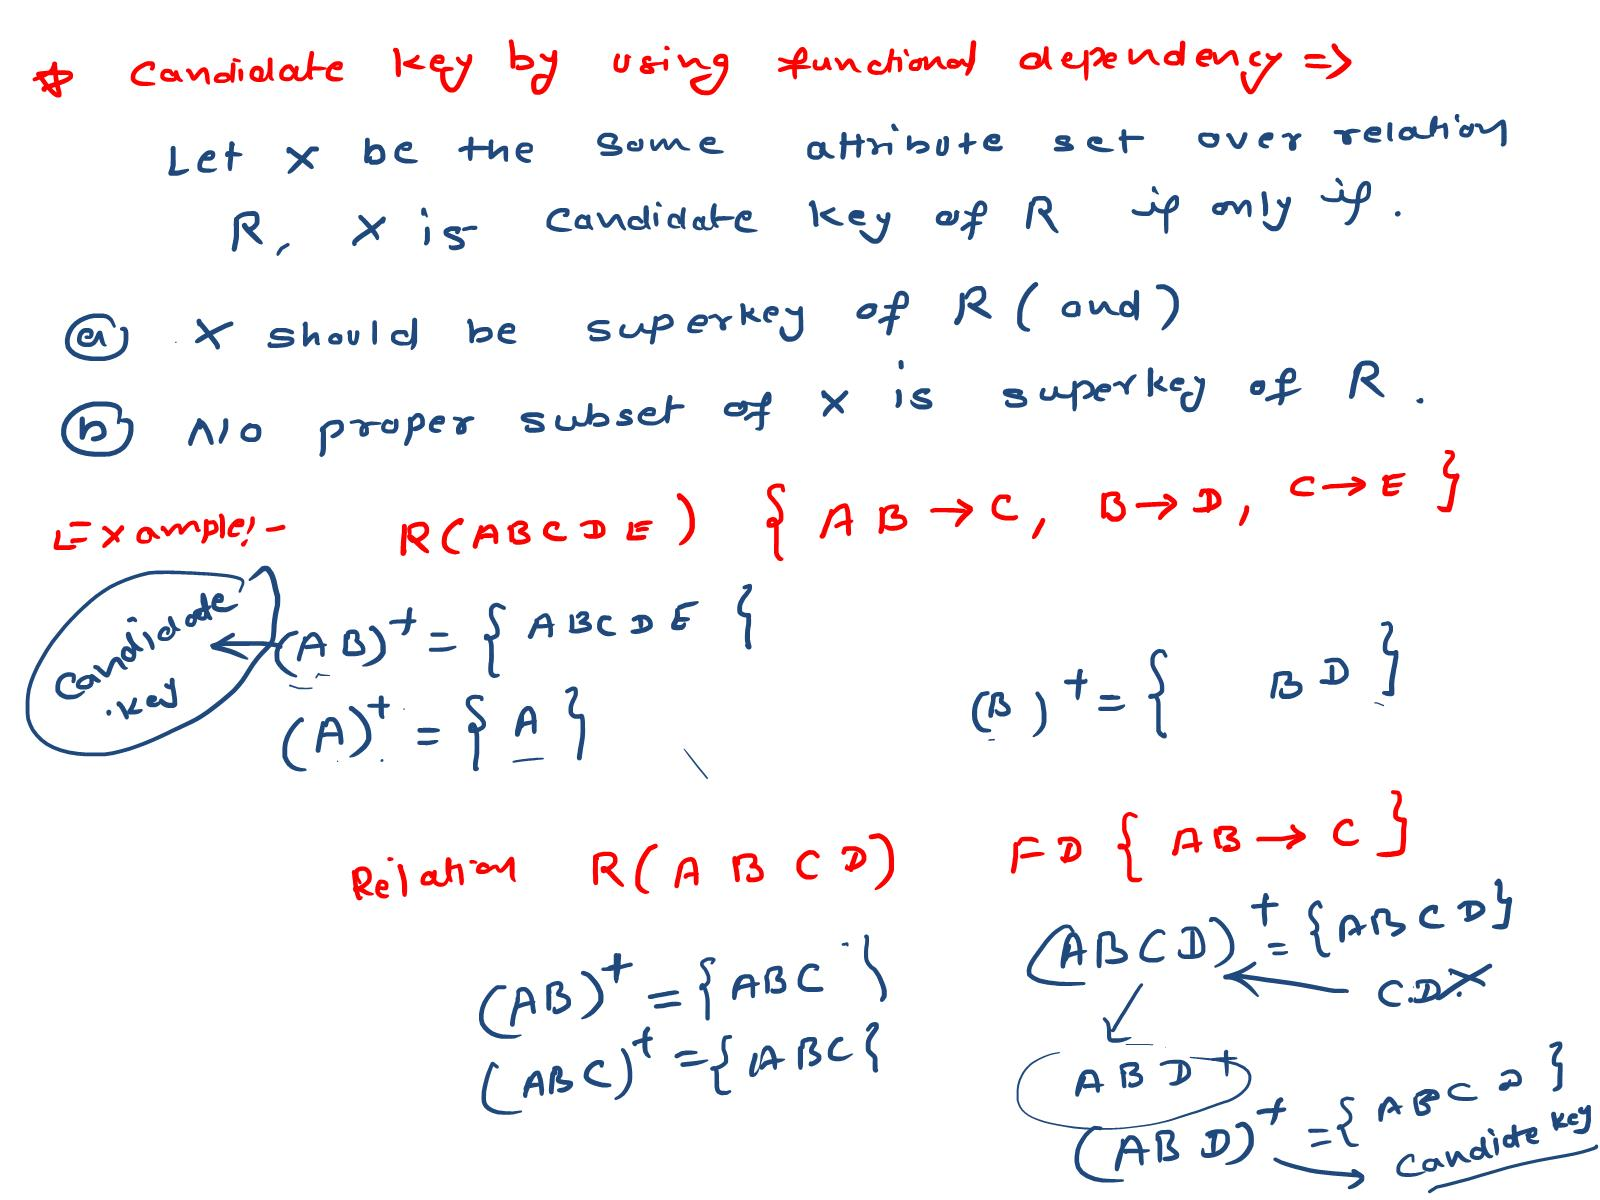 * Candidate key by using functional dependency =>
Let X be the some attribute set over relation
R, X is candidate key of R if only if.
(a) X should be superkey of R (and)
(b) No proper subset of X is superkey of R.
Example:- R(ABCDE) { AB → C, B → D, C → E }
Candidate key ← (AB)⁺ = { ABCDE {
(A)⁺ = { A } (B)⁺ = { BD }
Relation R(ABCD) FD { AB → C }
(AB)⁺ = { ABC } (ABCD)⁺ = {ABCD}
← C.D.X
(ABC)⁺ = { ABC { ABD⁺
(ABD)⁺ = { ABCD }
→ Candidte key